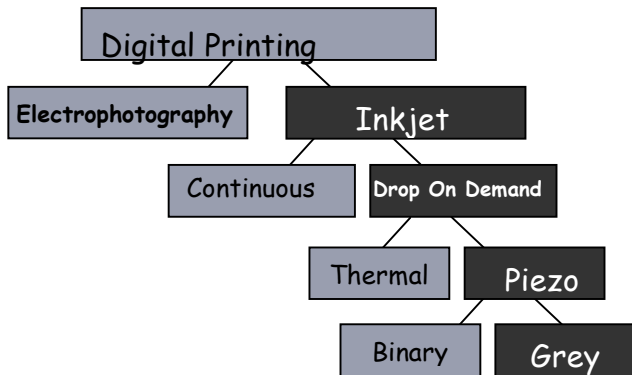 Digital Printing
Electrophotography
Inkjet
Continuous
Drop On Demand
Thermal
Piezo
Binary
Grey